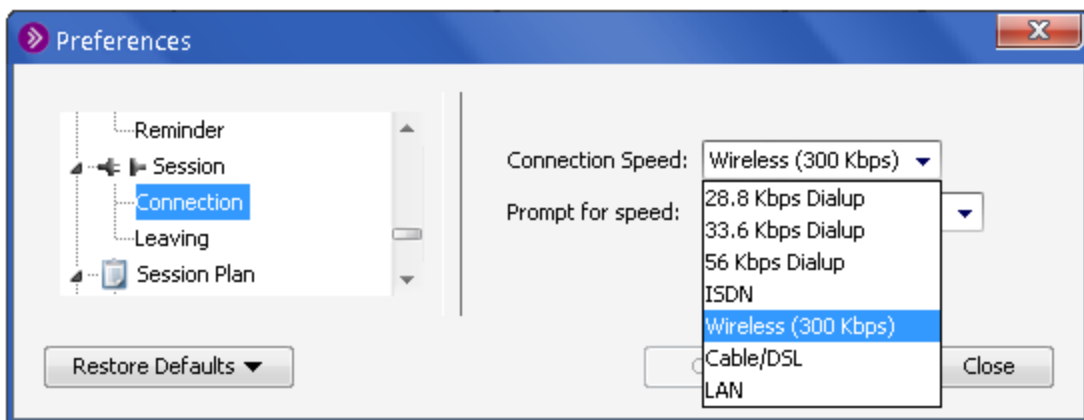 Preferences
Reminder
Session
Connection
Leaving
Session Plan
Restore Defaults
Connection Speed: Wireless (300 Kbps)
Prompt for speed:
28.8 Kbps Dialup
33.6 Kbps Dialup
56 Kbps Dialup
ISDN
Wireless (300 Kbps)
Cable/DSL
LAN
Close